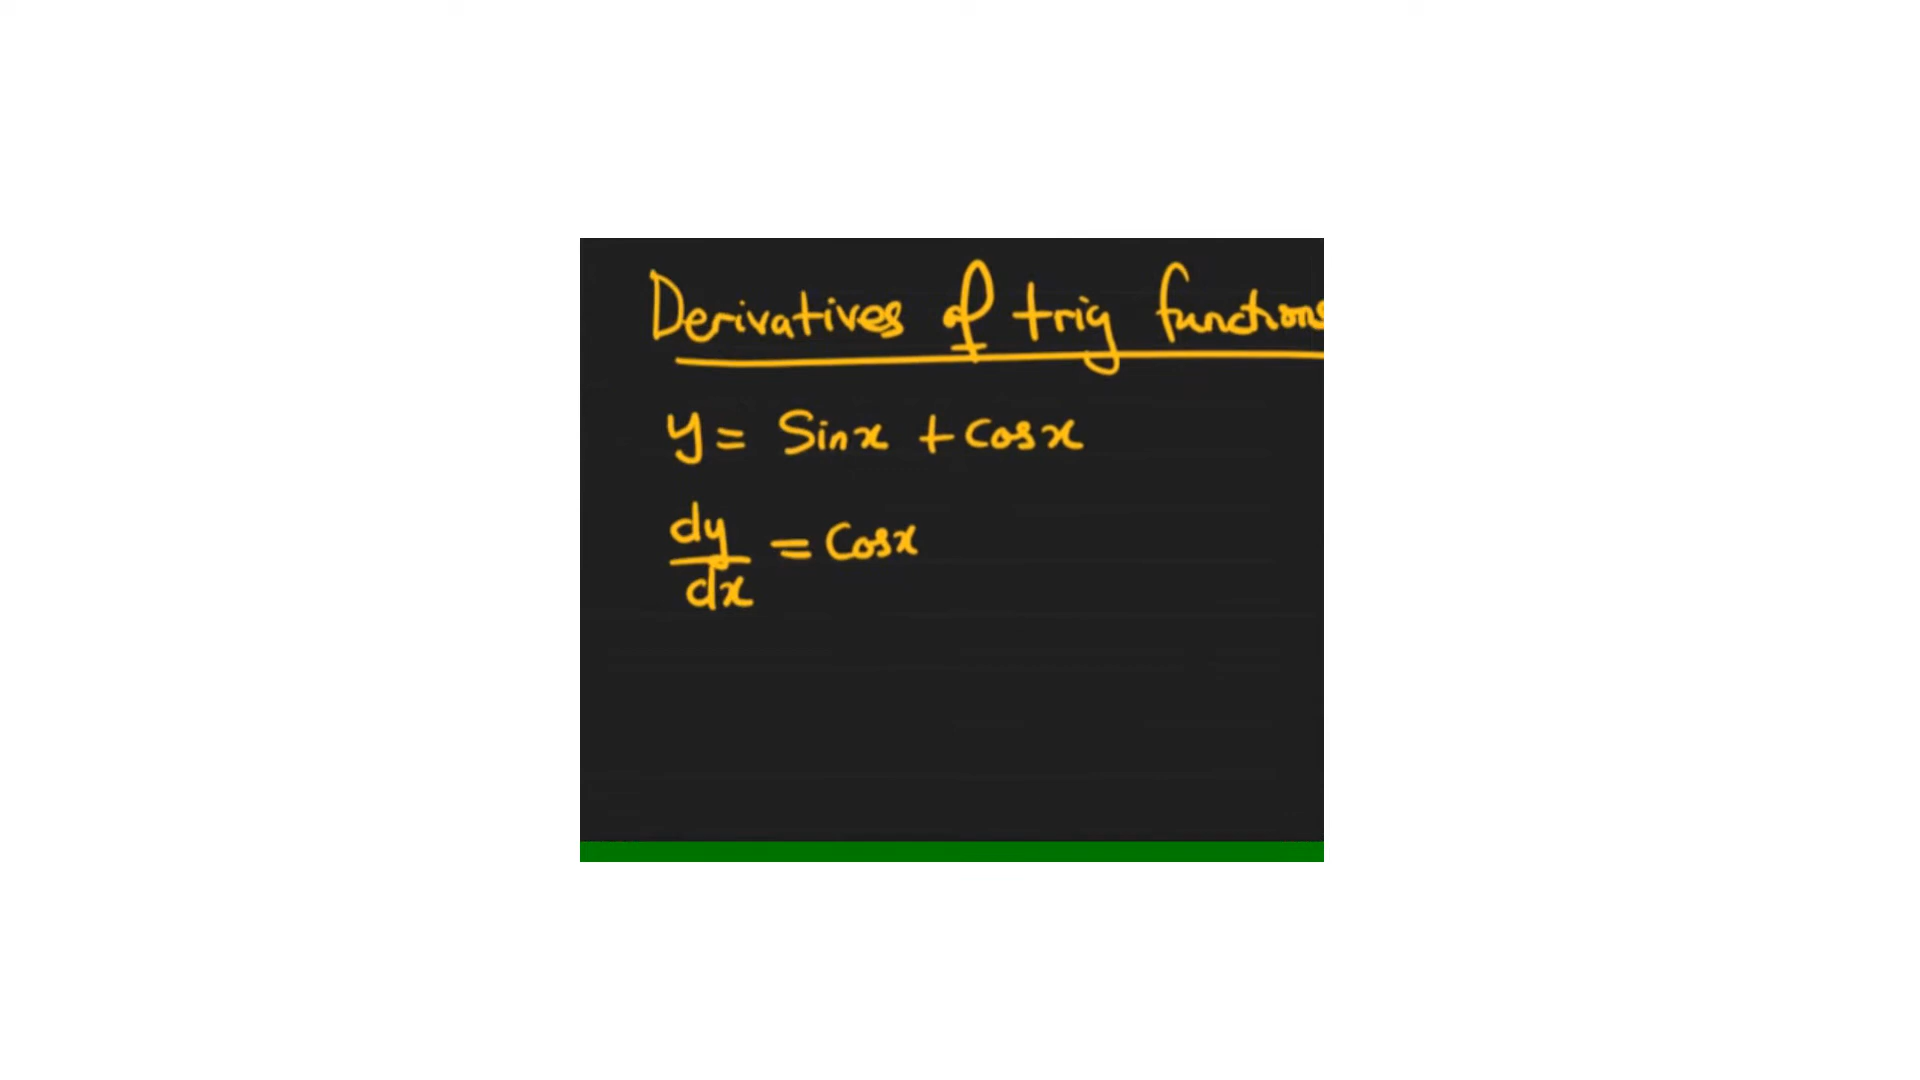 Derivatives of trig functions
y = Sinx + Cosx
dy/dx = Cosx